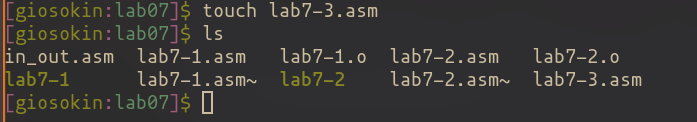 [giosokin:lab07]$ touch lab7-3.asm
[giosokin:lab07]$ ls
in_out.asm  lab7-1.asm   lab7-1.o  lab7-2.asm   lab7-2.o
lab7-1      lab7-1.asm~  lab7-2    lab7-2.asm~  lab7-3.asm
[giosokin:lab07]$